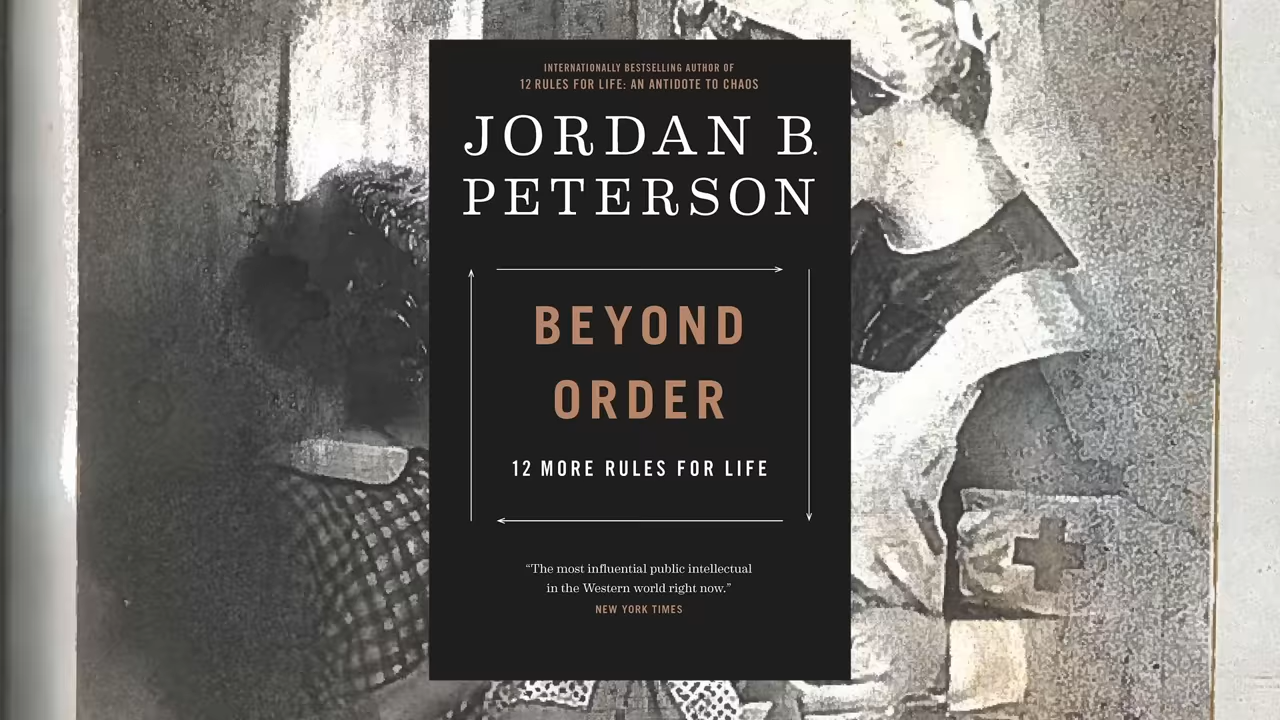 INTERNATIONALLY BESTSELLING AUTHOR OF
12 RULES FOR LIFE: AN ANTIDOTE TO CHAOS
JORDAN B.
PETERSON
BEYOND
ORDER
12 MORE RULES FOR LIFE
“The most influential public intellectual
in the Western world right now.”
NEW YORK TIMES